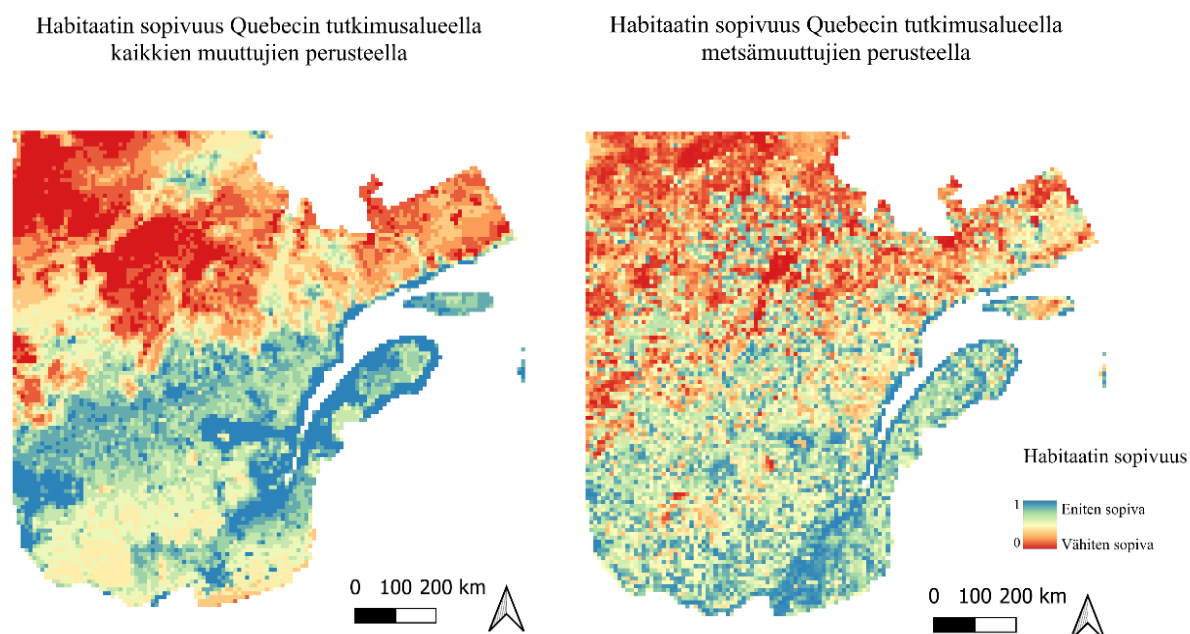 Habitaatin sopivuus Quebecin tutkimusalueella
kaikkien muuttujien perusteella
Habitaatin sopivuus Quebecin tutkimusalueella
metsämuuttujien perusteella
Habitaatin sopivuus
1 Eniten sopiva
0 Vähiten sopiva
0 100 200 km
0 100 200 km